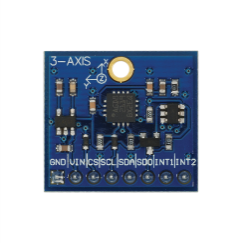 3-AXIS
X
Z
GND VIN CS SCL SDA SDO INT1 INT2